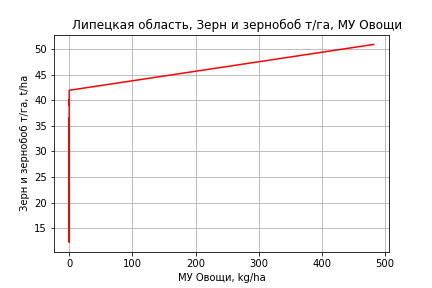 Липецкая область, Зерн и зернобоб т/га, МУ Овощи
50
45
40
35
30
25
20
15
Зерн и зернобоб т/га, t/ha
0 100 200 300 400 500
МУ Овощи, kg/ha